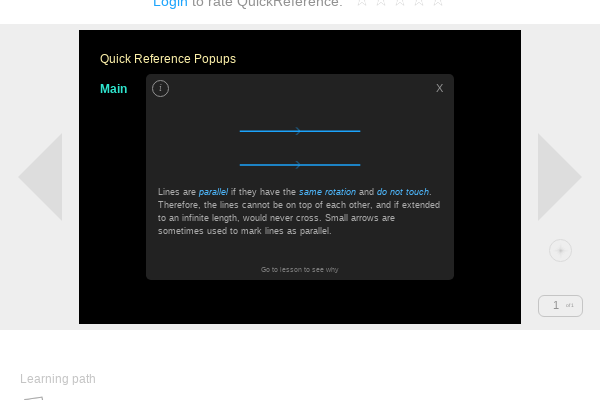 Login to rate QuickReference.
Quick Reference Popups
Main
i
X
Lines are parallel if they have the same rotation and do not touch.
Therefore, the lines cannot be on top of each other, and if extended
to an infinite length, would never cross. Small arrows are
sometimes used to mark lines as parallel.
Go to lesson to see why
1
Learning path